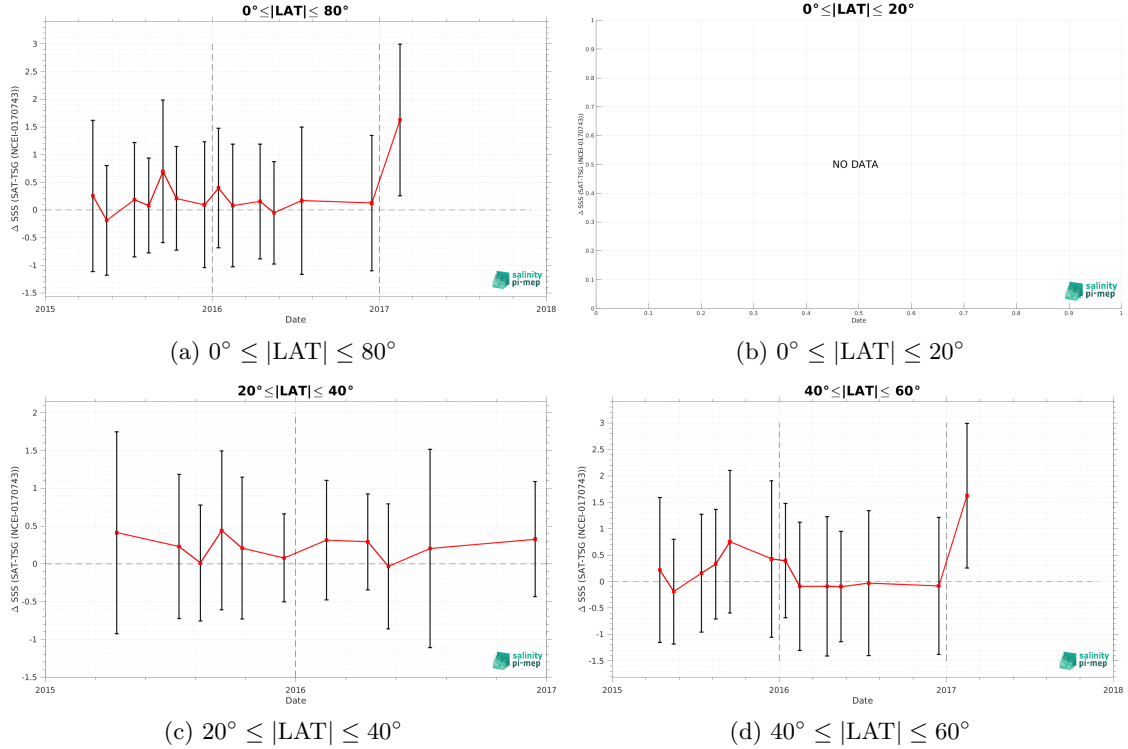 0°≤|LAT|≤ 80°
Δ SSS (SAT-TSG (NCEI-0170743))
3
2.5
2
1.5
1
0.5
0
-0.5
-1
-1.5
2015
2016
2017
2018
Date
salinity
pi-mep
(a) 0° ≤ |LAT| ≤ 80°
0°≤|LAT|≤ 20°
Δ SSS (SAT-TSG (NCEI-0170743))
1
0.9
0.8
0.7
0.6
0.5
0.4
0.3
0.2
0.1
0
NO DATA
0
0.1
0.2
0.3
0.4
0.5
0.6
0.7
0.8
0.9
1
Date
salinity
pi-mep
(b) 0° ≤ |LAT| ≤ 20°
20°≤|LAT|≤ 40°
Δ SSS (SAT-TSG (NCEI-0170743))
2
1.5
1
0.5
0
-0.5
-1
-1.5
2015
2016
2017
Date
salinity
pi-mep
(c) 20° ≤ |LAT| ≤ 40°
40°≤|LAT|≤ 60°
Δ SSS (SAT-TSG (NCEI-0170743))
3
2.5
2
1.5
1
0.5
0
-0.5
-1
-1.5
2015
2016
2017
2018
Date
salinity
pi-mep
(d) 40° ≤ |LAT| ≤ 60°